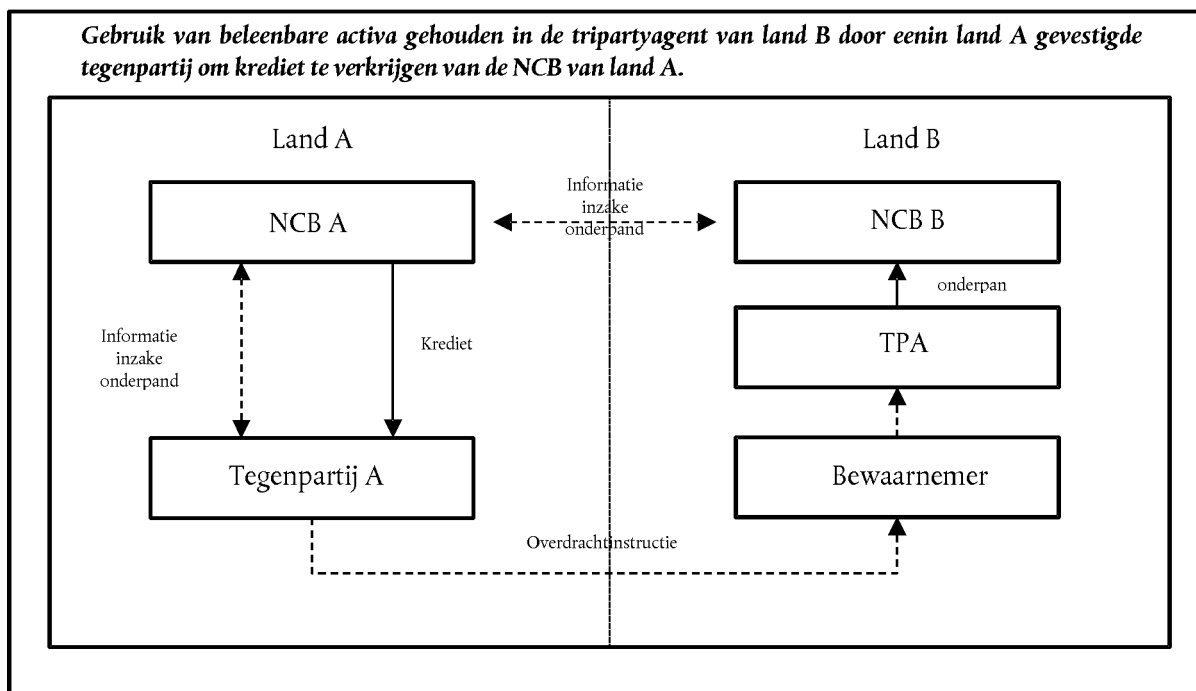 Gebruik van beleenbare activa gehouden in de tripartyagent van land B door eenin land A gevestigde
tegenpartij om krediet te verkrijgen van de NCB van land A.
Land A
Land B
NCB A
Informatie
inzake
onderpand
NCB B
onderpan
Informatie
inzake
onderpand
Krediet
TPA
Tegenpartij A
Bewaarnemer
Overdrachtinstructie